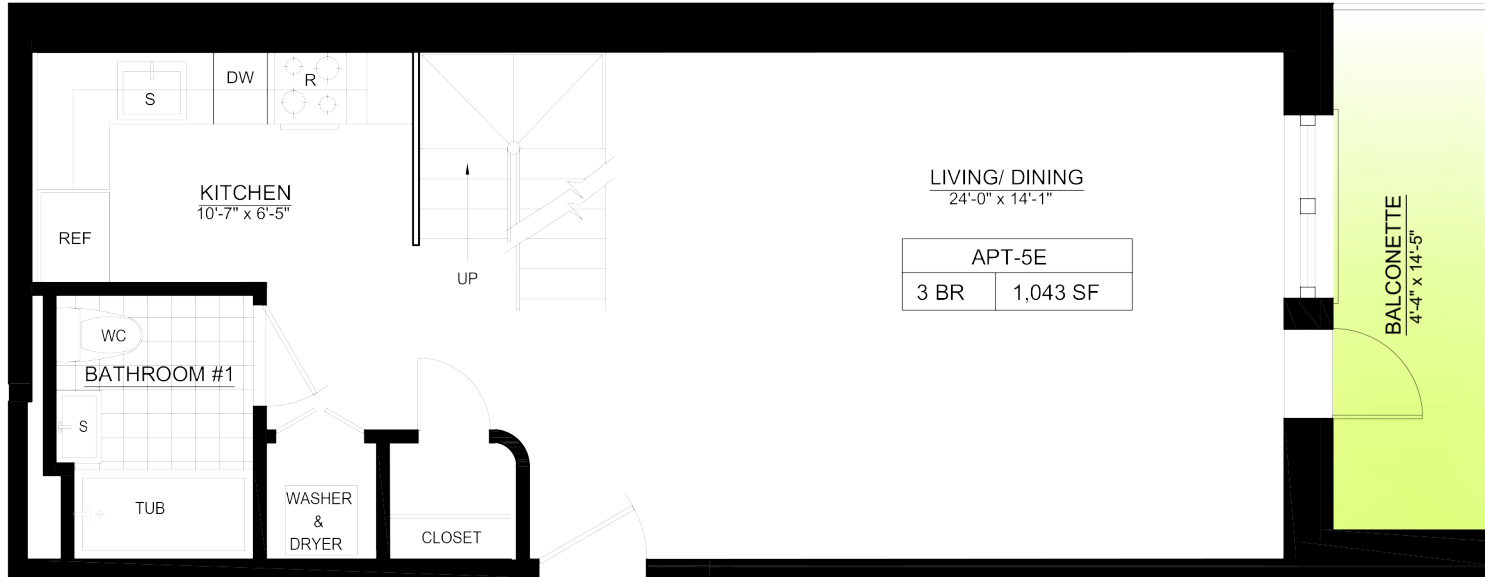 S
DW
R
KITCHEN
10'-7" x 6'-5"
REF
UP
LIVING/ DINING
24'-0" x 14'-1"
APT-5E
3 BR
1,043 SF
BALCONETTE
4'-4" x 14'-5"
WC
BATHROOM #1
S
TUB
WASHER
&
DRYER
CLOSET